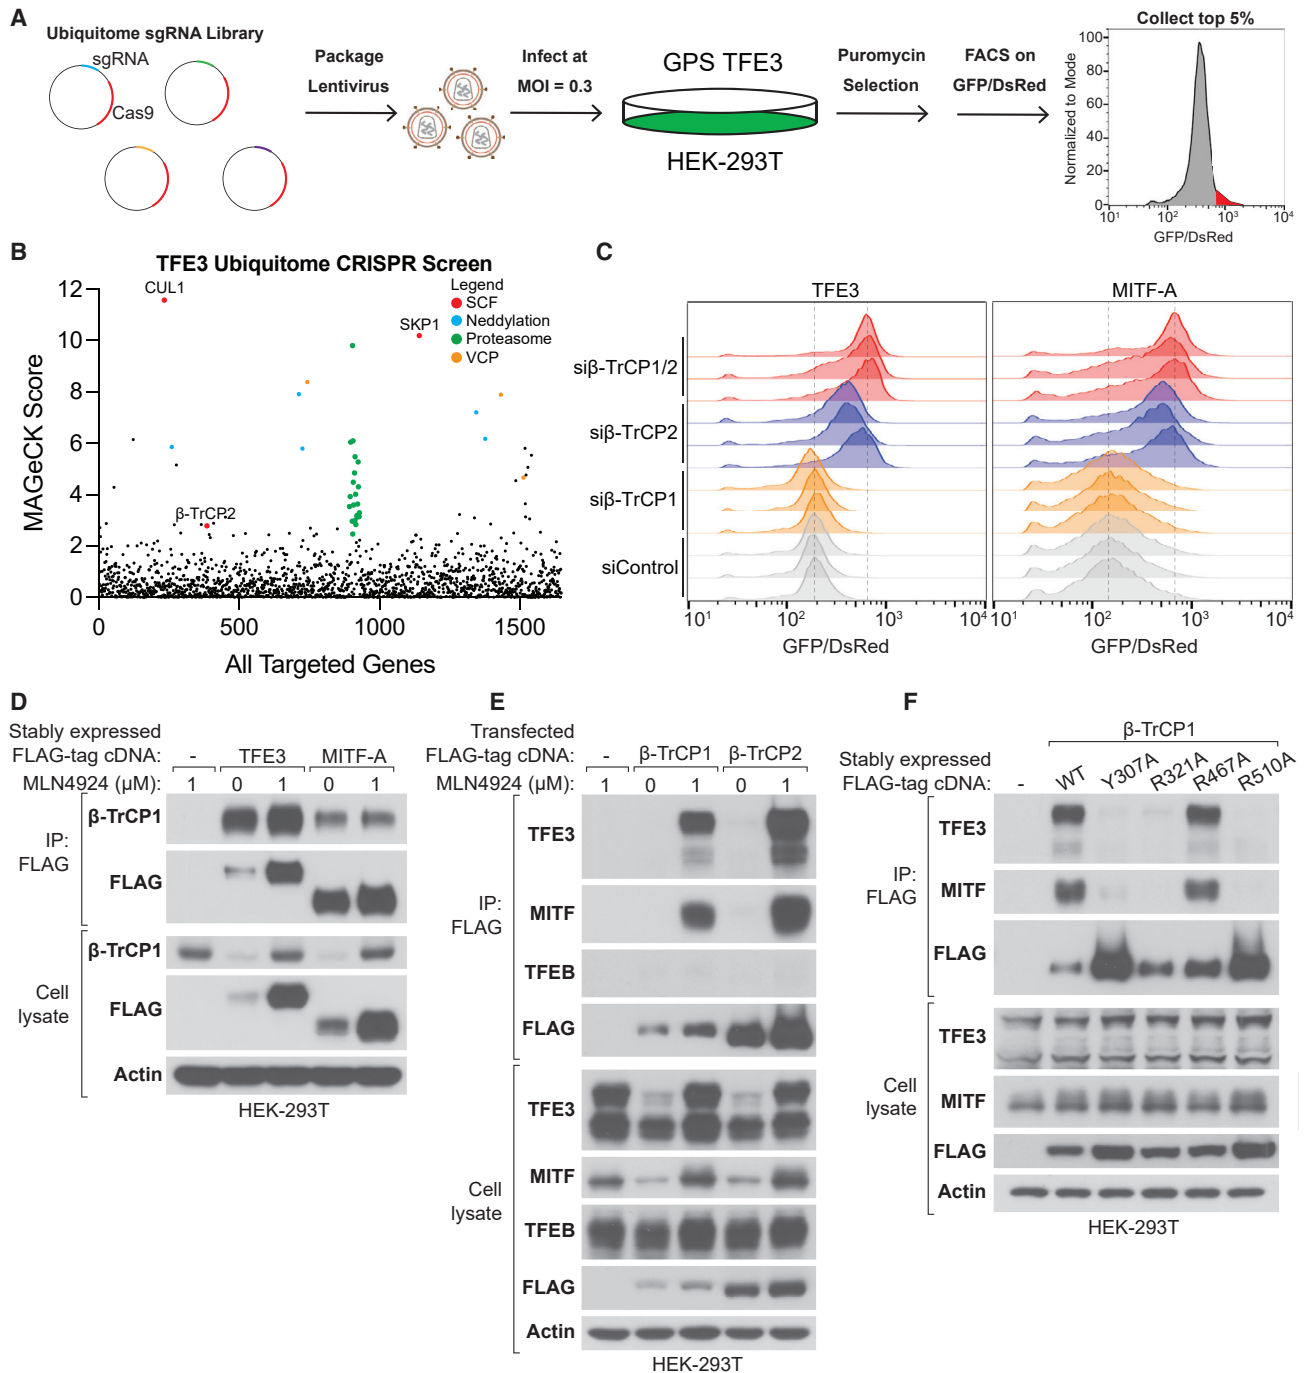 A
Ubiquitome sgRNA Library
sgRNA
Cas9
Package
Lentivirus
Infect at
MOI = 0.3
GPS TFE3
HEK-293T
Puromycin
Selection
FACS on
GFP/DsRed
Collect top 5%
Normalized to Mode
100
80
60
40
20
0
10¹ 10² 10³ 10⁴
GFP/DsRed
B
TFE3 Ubiquitome CRISPR Screen
MAGeCK Score
12
10
8
6
4
2
0
CUL1
SKP1
β-TrCP2
Legend
SCF
Neddylation
Proteasome
VCP
0 500 1000 1500
All Targeted Genes
C
TFE3 MITF-A
siβ-TrCP1/2
siβ-TrCP2
siβ-TrCP1
siControl
10¹ 10² 10³ 10⁴ 10¹ 10² 10³ 10⁴
GFP/DsRed GFP/DsRed
D
Stably expressed
FLAG-tag cDNA: - TFE3 MITF-A
MLN4924 (μM): 1 0 1 0 1
IP:
FLAG
β-TrCP1
FLAG
Cell
lysate
β-TrCP1
FLAG
Actin
HEK-293T
E
Transfected
FLAG-tag cDNA: - β-TrCP1 β-TrCP2
MLN4924 (μM): 1 0 1 0 1
IP:
FLAG
TFE3
MITF
TFEB
FLAG
Cell
lysate
TFE3
MITF
TFEB
FLAG
Actin
HEK-293T
F
β-TrCP1
Stably expressed
FLAG-tag cDNA: - WT Y307A R321A R467A R510A
IP:
FLAG
TFE3
MITF
FLAG
Cell
lysate
TFE3
MITF
FLAG
Actin
HEK-293T